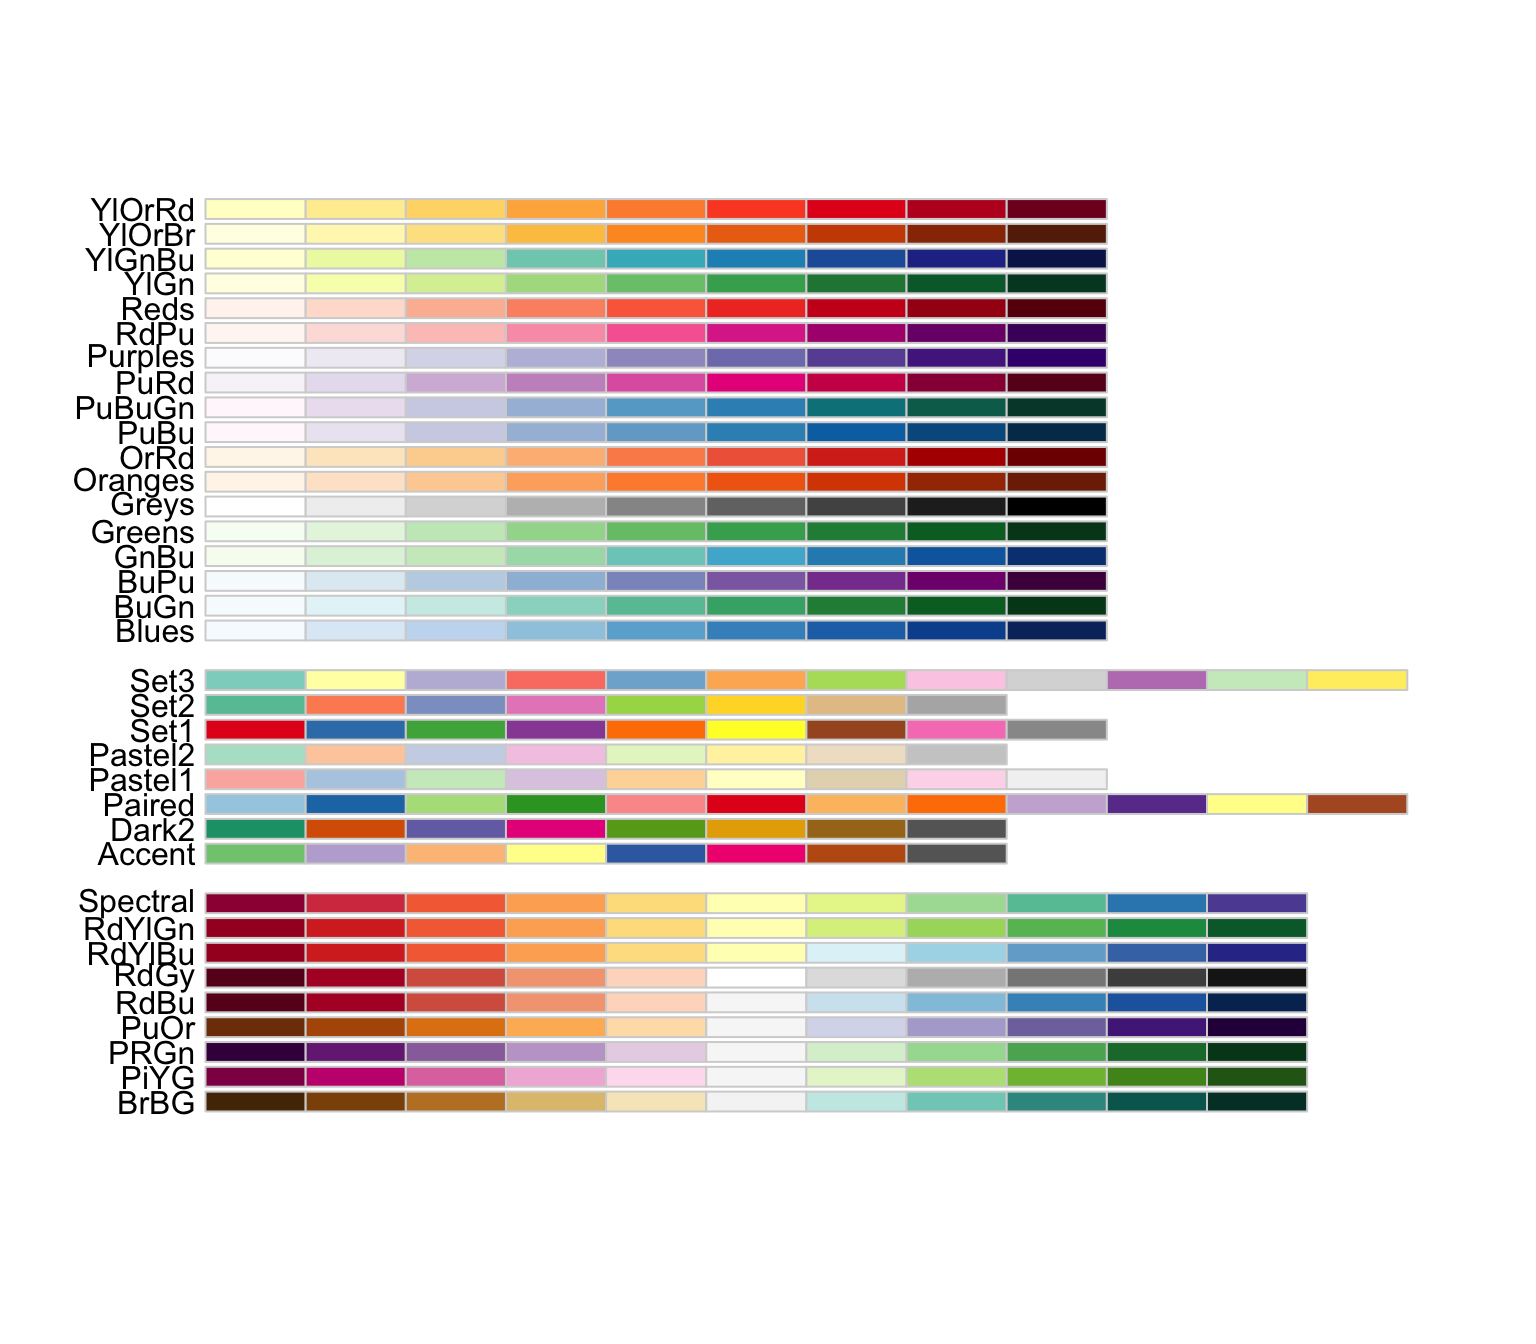 YlOrRd
YlOrBr
YlGnBu
YlGn
Reds
RdPu
Purples
PuRd
PuBuGn
PuBu
OrRd
Oranges
Greys
Greens
GnBu
BuPu
BuGn
Blues
Set3
Set2
Set1
Pastel2
Pastel1
Paired
Dark2
Accent
Spectral
RdYlGn
RdYlBu
RdGy
RdBu
PuOr
PRGn
PiYG
BrBG